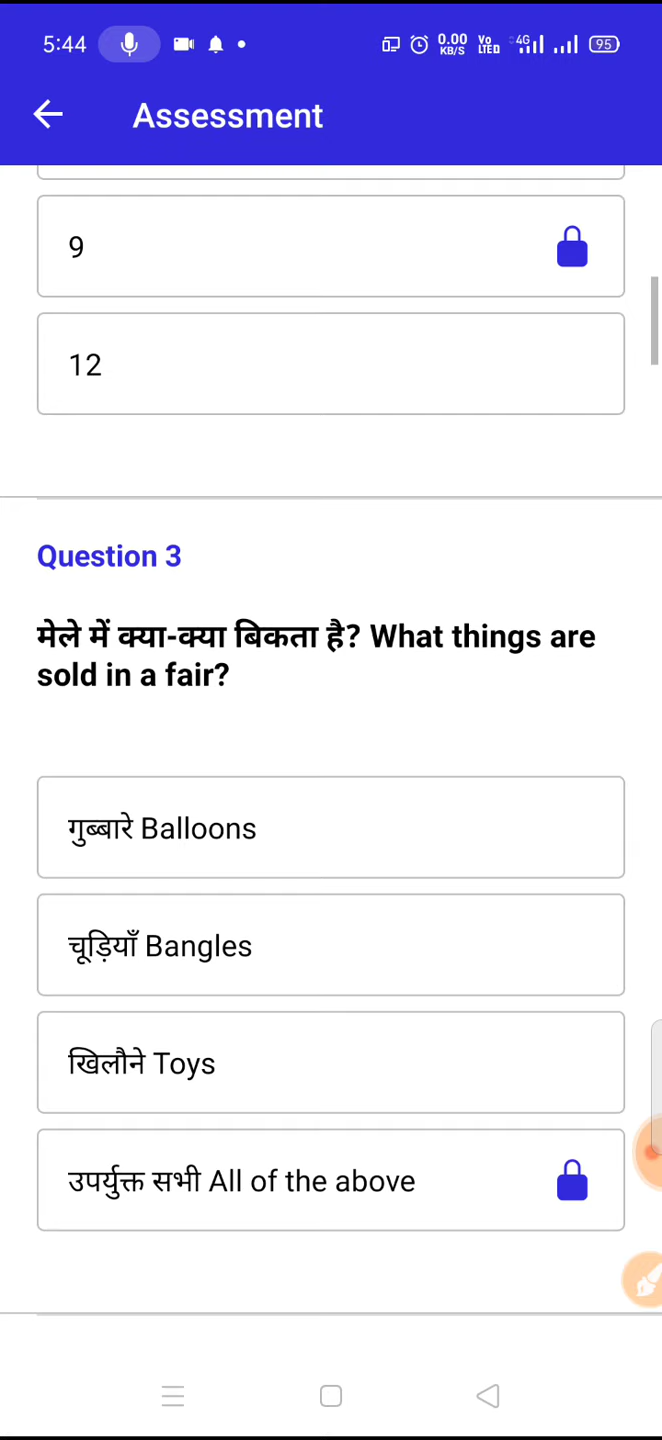 5:44 0.00 KB/S Vo LTE 4G 95
Assessment
9
12
Question 3
मेले में क्या-क्या बिकता है? What things are
sold in a fair?
गुब्बारे Balloons
चूड़ियाँ Bangles
खिलौने Toys
उपर्युक्त सभी All of the above